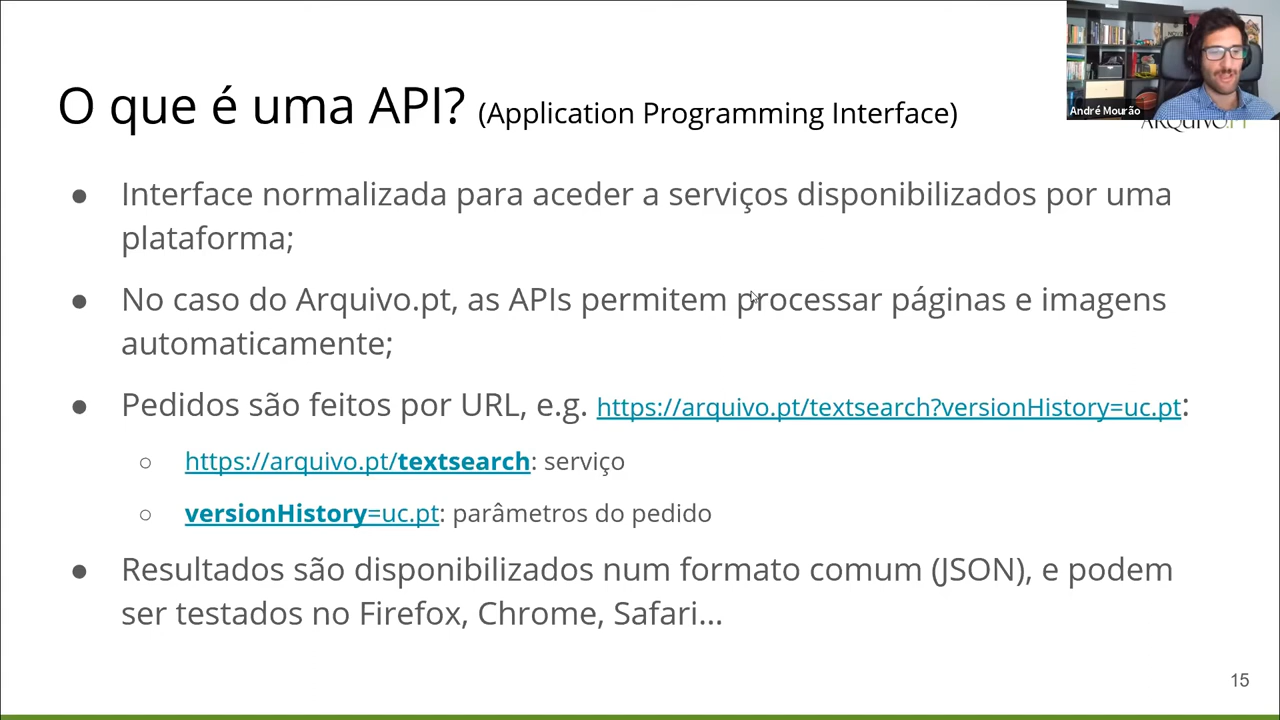 O que é uma API? (Application Programming Interface)
André Mourão
ARQUIVO.PT
● Interface normalizada para aceder a serviços disponibilizados por uma
plataforma;
● No caso do Arquivo.pt, as APIs permitem processar páginas e imagens
automaticamente;
● Pedidos são feitos por URL, e.g. https://arquivo.pt/textsearch?versionHistory=uc.pt:
○ https://arquivo.pt/textsearch: serviço
○ versionHistory=uc.pt: parâmetros do pedido
● Resultados são disponibilizados num formato comum (JSON), e podem
ser testados no Firefox, Chrome, Safari...
15